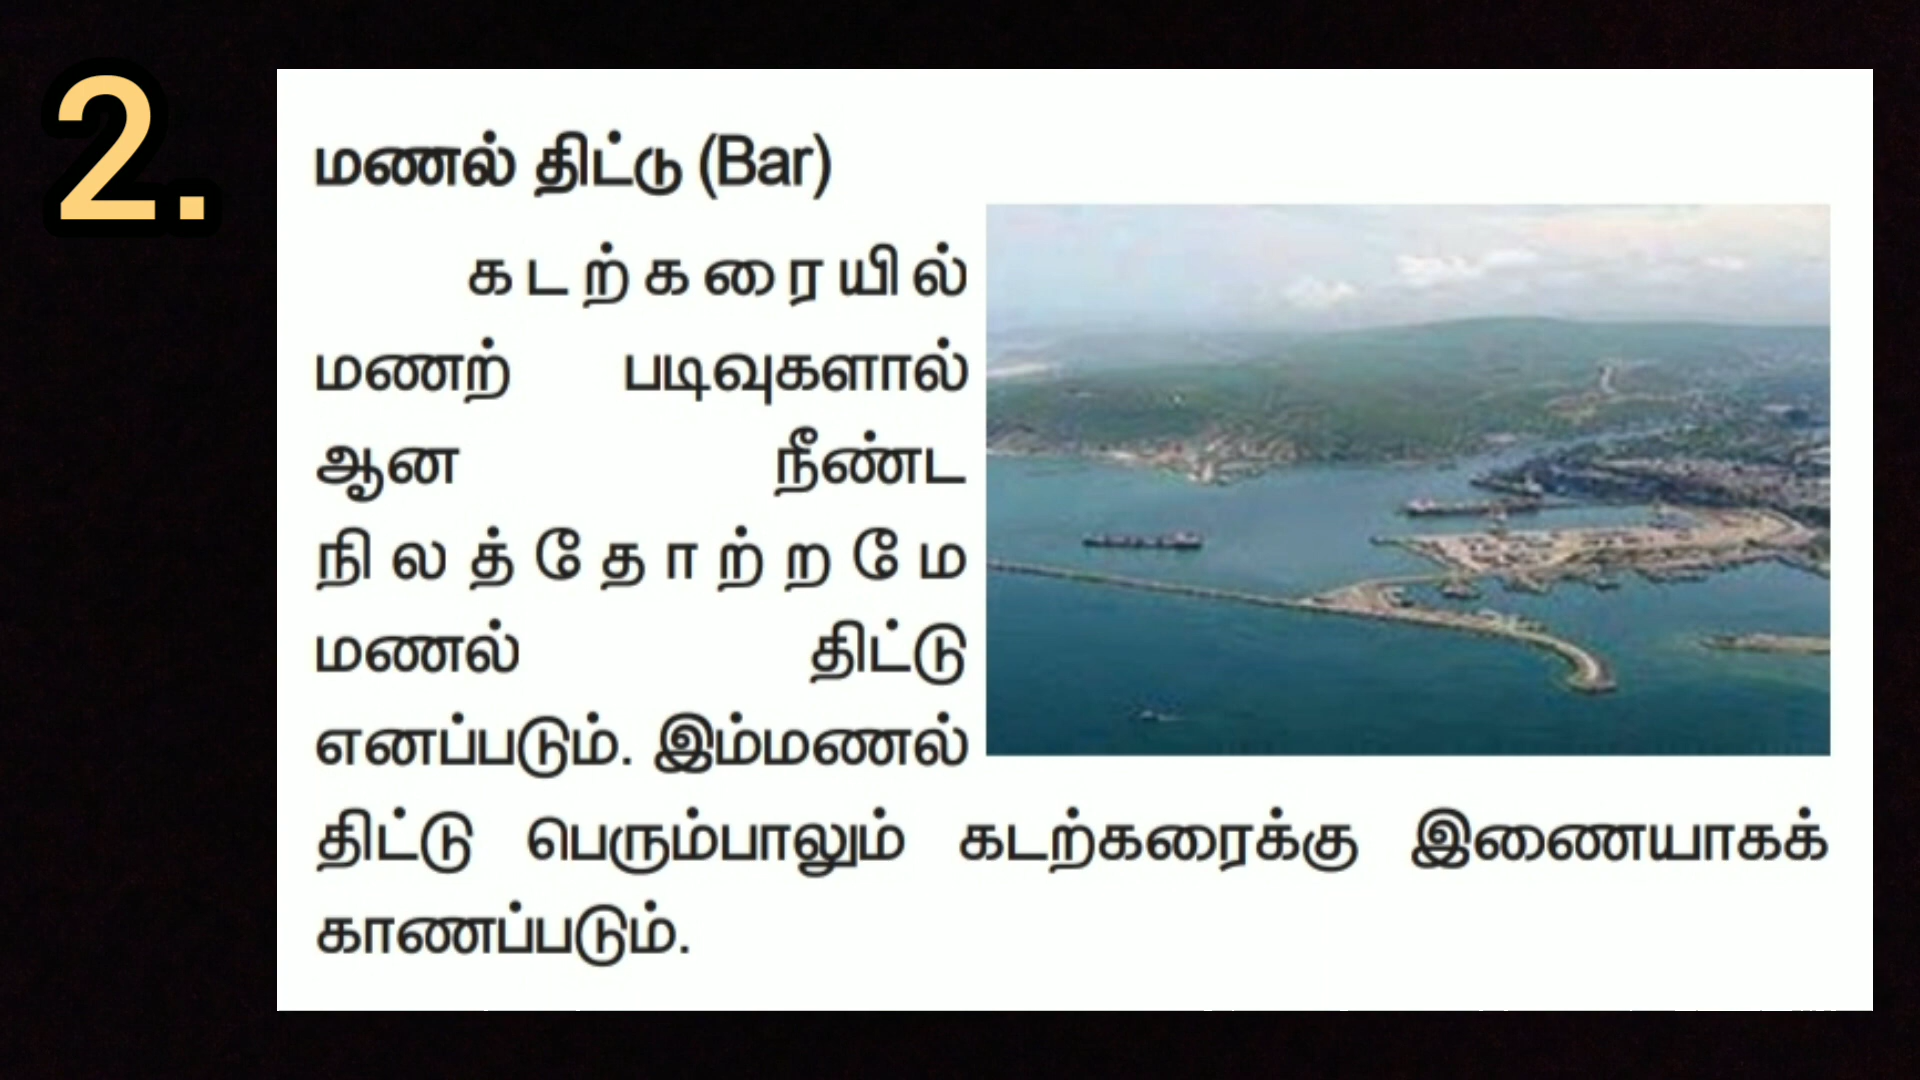 2.
மணல் திட்டு (Bar)
கடற்கரையில்
மணற் படிவுகளால்
ஆன நீண்ட
நிலத்தோற்றமே
மணல் திட்டு
எனப்படும். இம்மணல்
திட்டு பெரும்பாலும் கடற்கரைக்கு இணையாகக்
காணப்படும்.